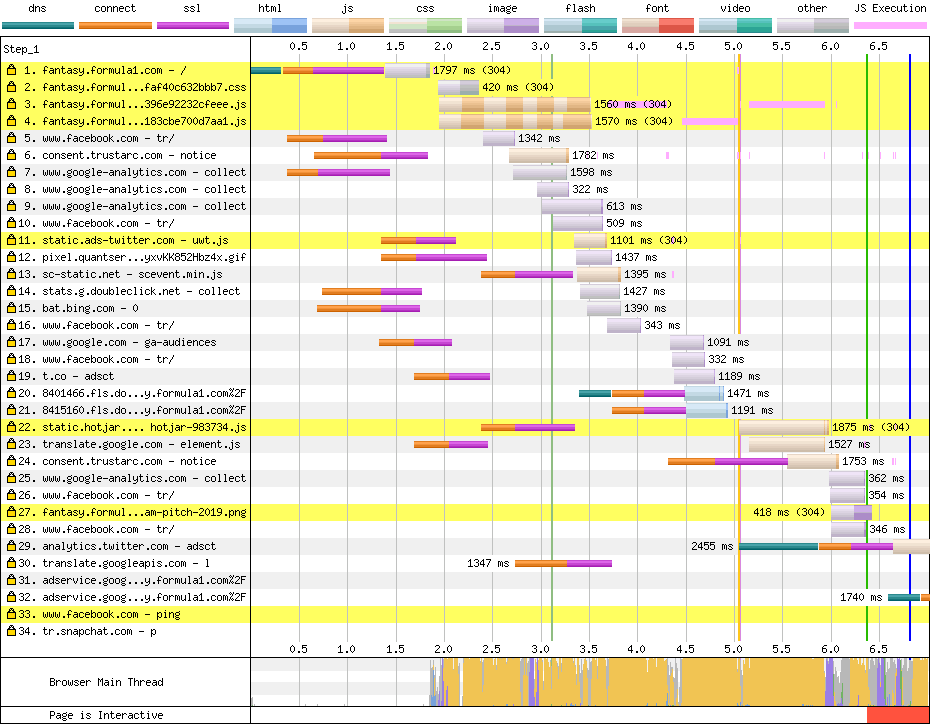 dns connect ssl html js css image flash font video other JS Execution
Step_1 0.5 1.0 1.5 2.0 2.5 3.0 3.5 4.0 4.5 5.0 5.5 6.0 6.5
1. fantasy.formula1.com - / 1797 ms (304)
2. fantasy.formul...faf40c632bbb7.css 420 ms (304)
3. fantasy.formul...396e92232cfeee.js 1560 ms (304)
4. fantasy.formul...183cbe700d7aa1.js 1570 ms (304)
5. www.facebook.com - tr/ 1342 ms
6. consent.trustarc.com - notice 1782 ms
7. www.google-analytics.com - collect 1598 ms
8. www.google-analytics.com - collect 322 ms
9. www.google-analytics.com - collect 613 ms
10. www.facebook.com - tr/ 509 ms
11. static.ads-twitter.com - uwt.js 1101 ms (304)
12. pixel.quantser...yxvKK852Hbz4x.gif 1437 ms
13. sc-static.net - scevent.min.js 1395 ms
14. stats.g.doubleclick.net - collect 1427 ms
15. bat.bing.com - 0 1390 ms
16. www.facebook.com - tr/ 343 ms
17. www.google.com - ga-audiences 1091 ms
18. www.facebook.com - tr/ 332 ms
19. t.co - adsct 1189 ms
20. 8401466.fls.do...y.formula1.com%2F 1471 ms
21. 8415160.fls.do...y.formula1.com%2F 1191 ms
22. static.hotjar.... hotjar-983734.js 1875 ms (304)
23. translate.google.com - element.js 1527 ms
24. consent.trustarc.com - notice 1753 ms
25. www.google-analytics.com - collect 362 ms
26. www.facebook.com - tr/ 354 ms
27. fantasy.formul...am-pitch-2019.png 418 ms (304)
28. www.facebook.com - tr/ 346 ms
29. analytics.twitter.com - adsct 2455 ms
30. translate.googleapis.com - l 1347 ms
31. adservice.goog...y.formula1.com%2F
32. adservice.goog...y.formula1.com%2F 1740 ms
33. www.facebook.com - ping
34. tr.snapchat.com - p
0.5 1.0 1.5 2.0 2.5 3.0 3.5 4.0 4.5 5.0 5.5 6.0 6.5
Browser Main Thread
Page is Interactive